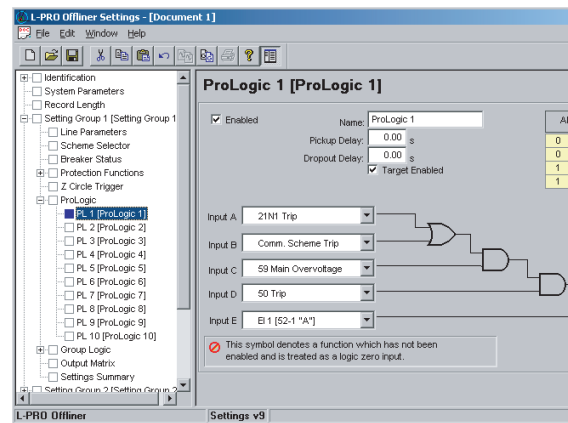 L-PRO Offliner Settings - [Document 1]
File Edit Window Help
Identification
System Parameters
Record Length
Setting Group 1 [Setting Group 1
Line Parameters
Scheme Selector
Breaker Status
Protection Functions
Z Circle Trigger
ProLogic
PL 1 [ProLogic 1]
PL 2 [ProLogic 2]
PL 3 [ProLogic 3]
PL 4 [ProLogic 4]
PL 5 [ProLogic 5]
PL 6 [ProLogic 6]
PL 7 [ProLogic 7]
PL 8 [ProLogic 8]
PL 9 [ProLogic 9]
PL 10 [ProLogic 10]
Group Logic
Output Matrix
Settings Summary
Setting Group 2 [Setting Group 2
ProLogic 1 [ProLogic 1]
Enabled
Name: ProLogic 1
Pickup Delay: 0.00 s
Dropout Delay: 0.00 s
Target Enabled
0
0
1
1
Input A 21N1 Trip
Input B Comm. Scheme Trip
Input C 59 Main Overvoltage
Input D 50 Trip
Input E EI 1 [52-1 "A"]
This symbol denotes a function which has not been
enabled and is treated as a logic zero input.
L-PRO Offliner Settings v9